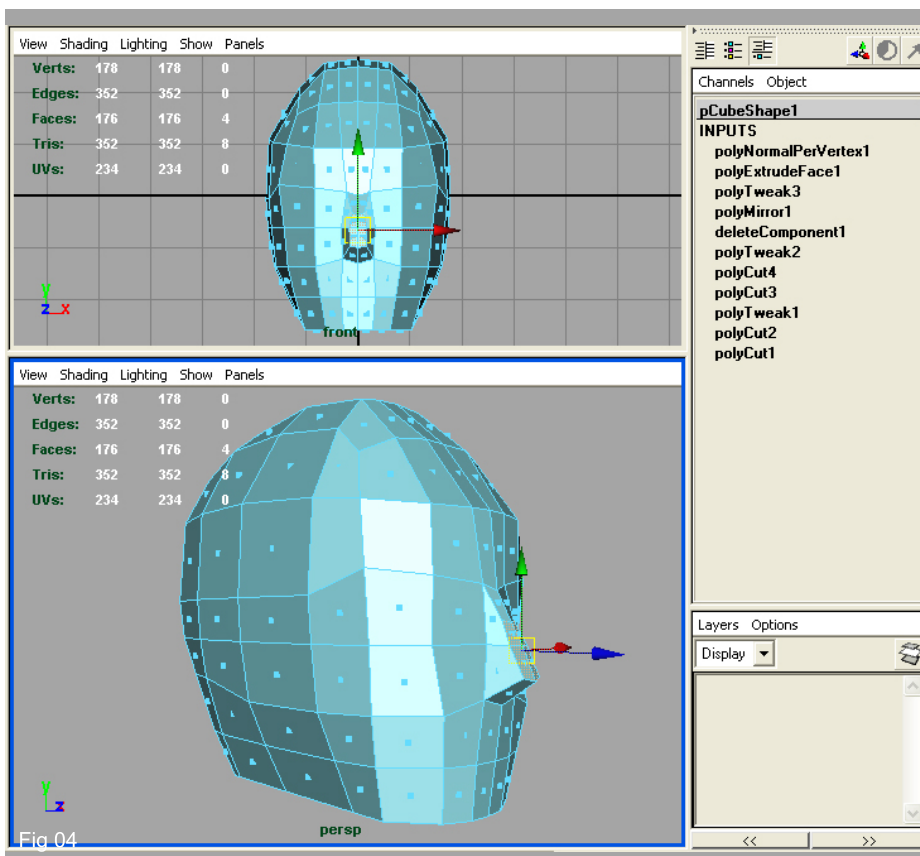 View Shading Lighting Show Panels
Verts: 178 178 0
Edges: 352 352 0
Faces: 176 176 4
Tris: 352 352 8
UVs: 234 234 0
y
z x
front
View Shading Lighting Show Panels
Verts: 178 178 0
Edges: 352 352 0
Faces: 176 176 4
Tris: 352 352 8
UVs: 234 234 0
y
z
persp
Fig 04
Channels Object
pCubeShape1
INPUTS
polyNormalPerVertex1
polyExtrudeFace1
polyTweak3
polyMirror1
deleteComponent1
polyTweak2
polyCut4
polyCut3
polyTweak1
polyCut2
polyCut1
Layers Options
Display
<< >>